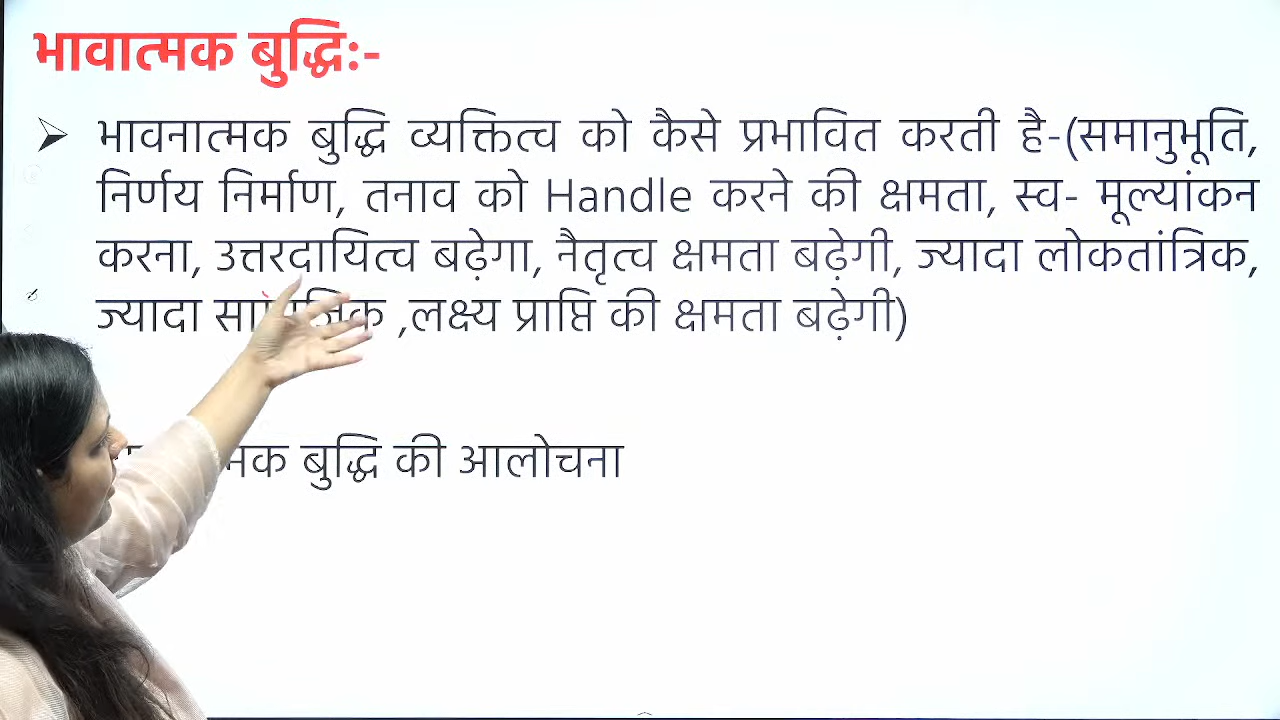 भावात्मक बुद्धिः-
➢ भावनात्मक बुद्धि व्यक्तित्व को कैसे प्रभावित करती है-(समानुभूति,
निर्णय निर्माण, तनाव को Handle करने की क्षमता, स्व- मूल्यांकन
करना, उत्तरदायित्व बढ़ेगा, नैतृत्व क्षमता बढ़ेगी, ज्यादा लोकतांत्रिक,
ज्यादा ,लक्ष्य प्राप्ति की क्षमता बढ़ेगी)
बुद्धि की आलोचना